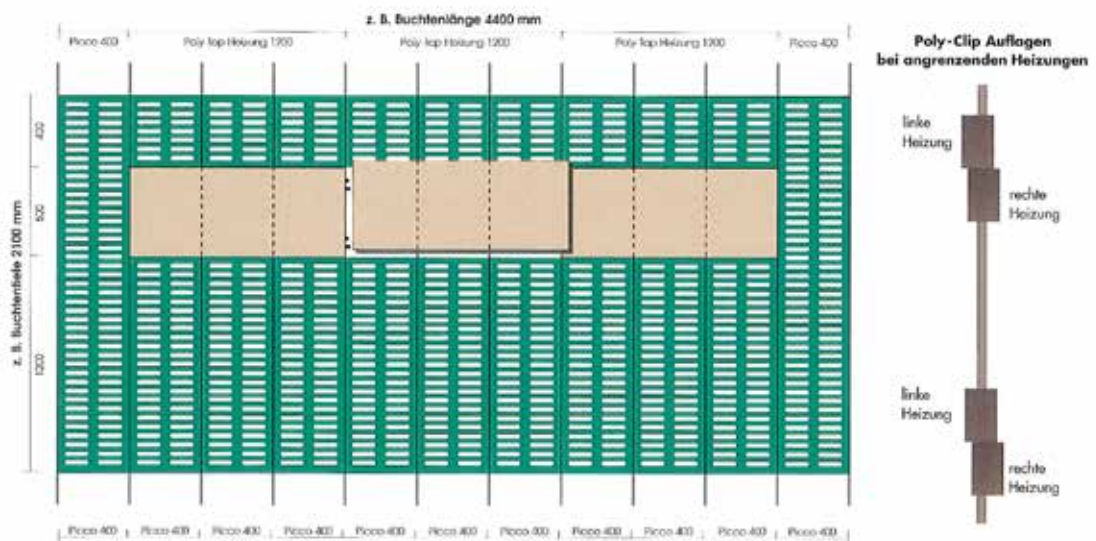 z. B. Buchtenlänge 4400 mm
Picco 400
Poly Tap Heizung 1200
Poly Tap Heizung 1200
Poly Tap Heizung 1200
Picco 400
Poly-Clip Auflagen
bei angrenzenden Heizungen
z. B. Buchtentiefe 2100 mm
400
500
1200
linke
Heizung
rechte
Heizung
linke
Heizung
rechte
Heizung
Picco 400
Picco 400
Picco 400
Picco 400
Picco 400
Picco 400
Picco 400
Picco 400
Picco 400
Picco 400
Picco 400